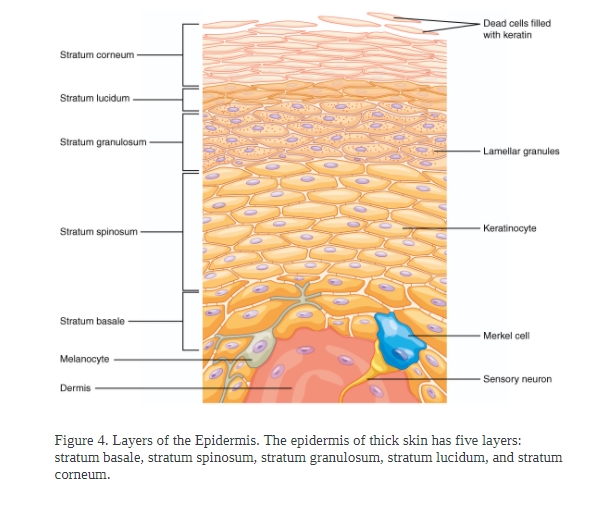 Dead cells filled
with keratin
Stratum corneum
Stratum lucidum
Stratum granulosum
Lamellar granules
Stratum spinosum
Keratinocyte
Stratum basale
Merkel cell
Melanocyte
Sensory neuron
Dermis
Figure 4. Layers of the Epidermis. The epidermis of thick skin has five layers:
stratum basale, stratum spinosum, stratum granulosum, stratum lucidum, and stratum
corneum.